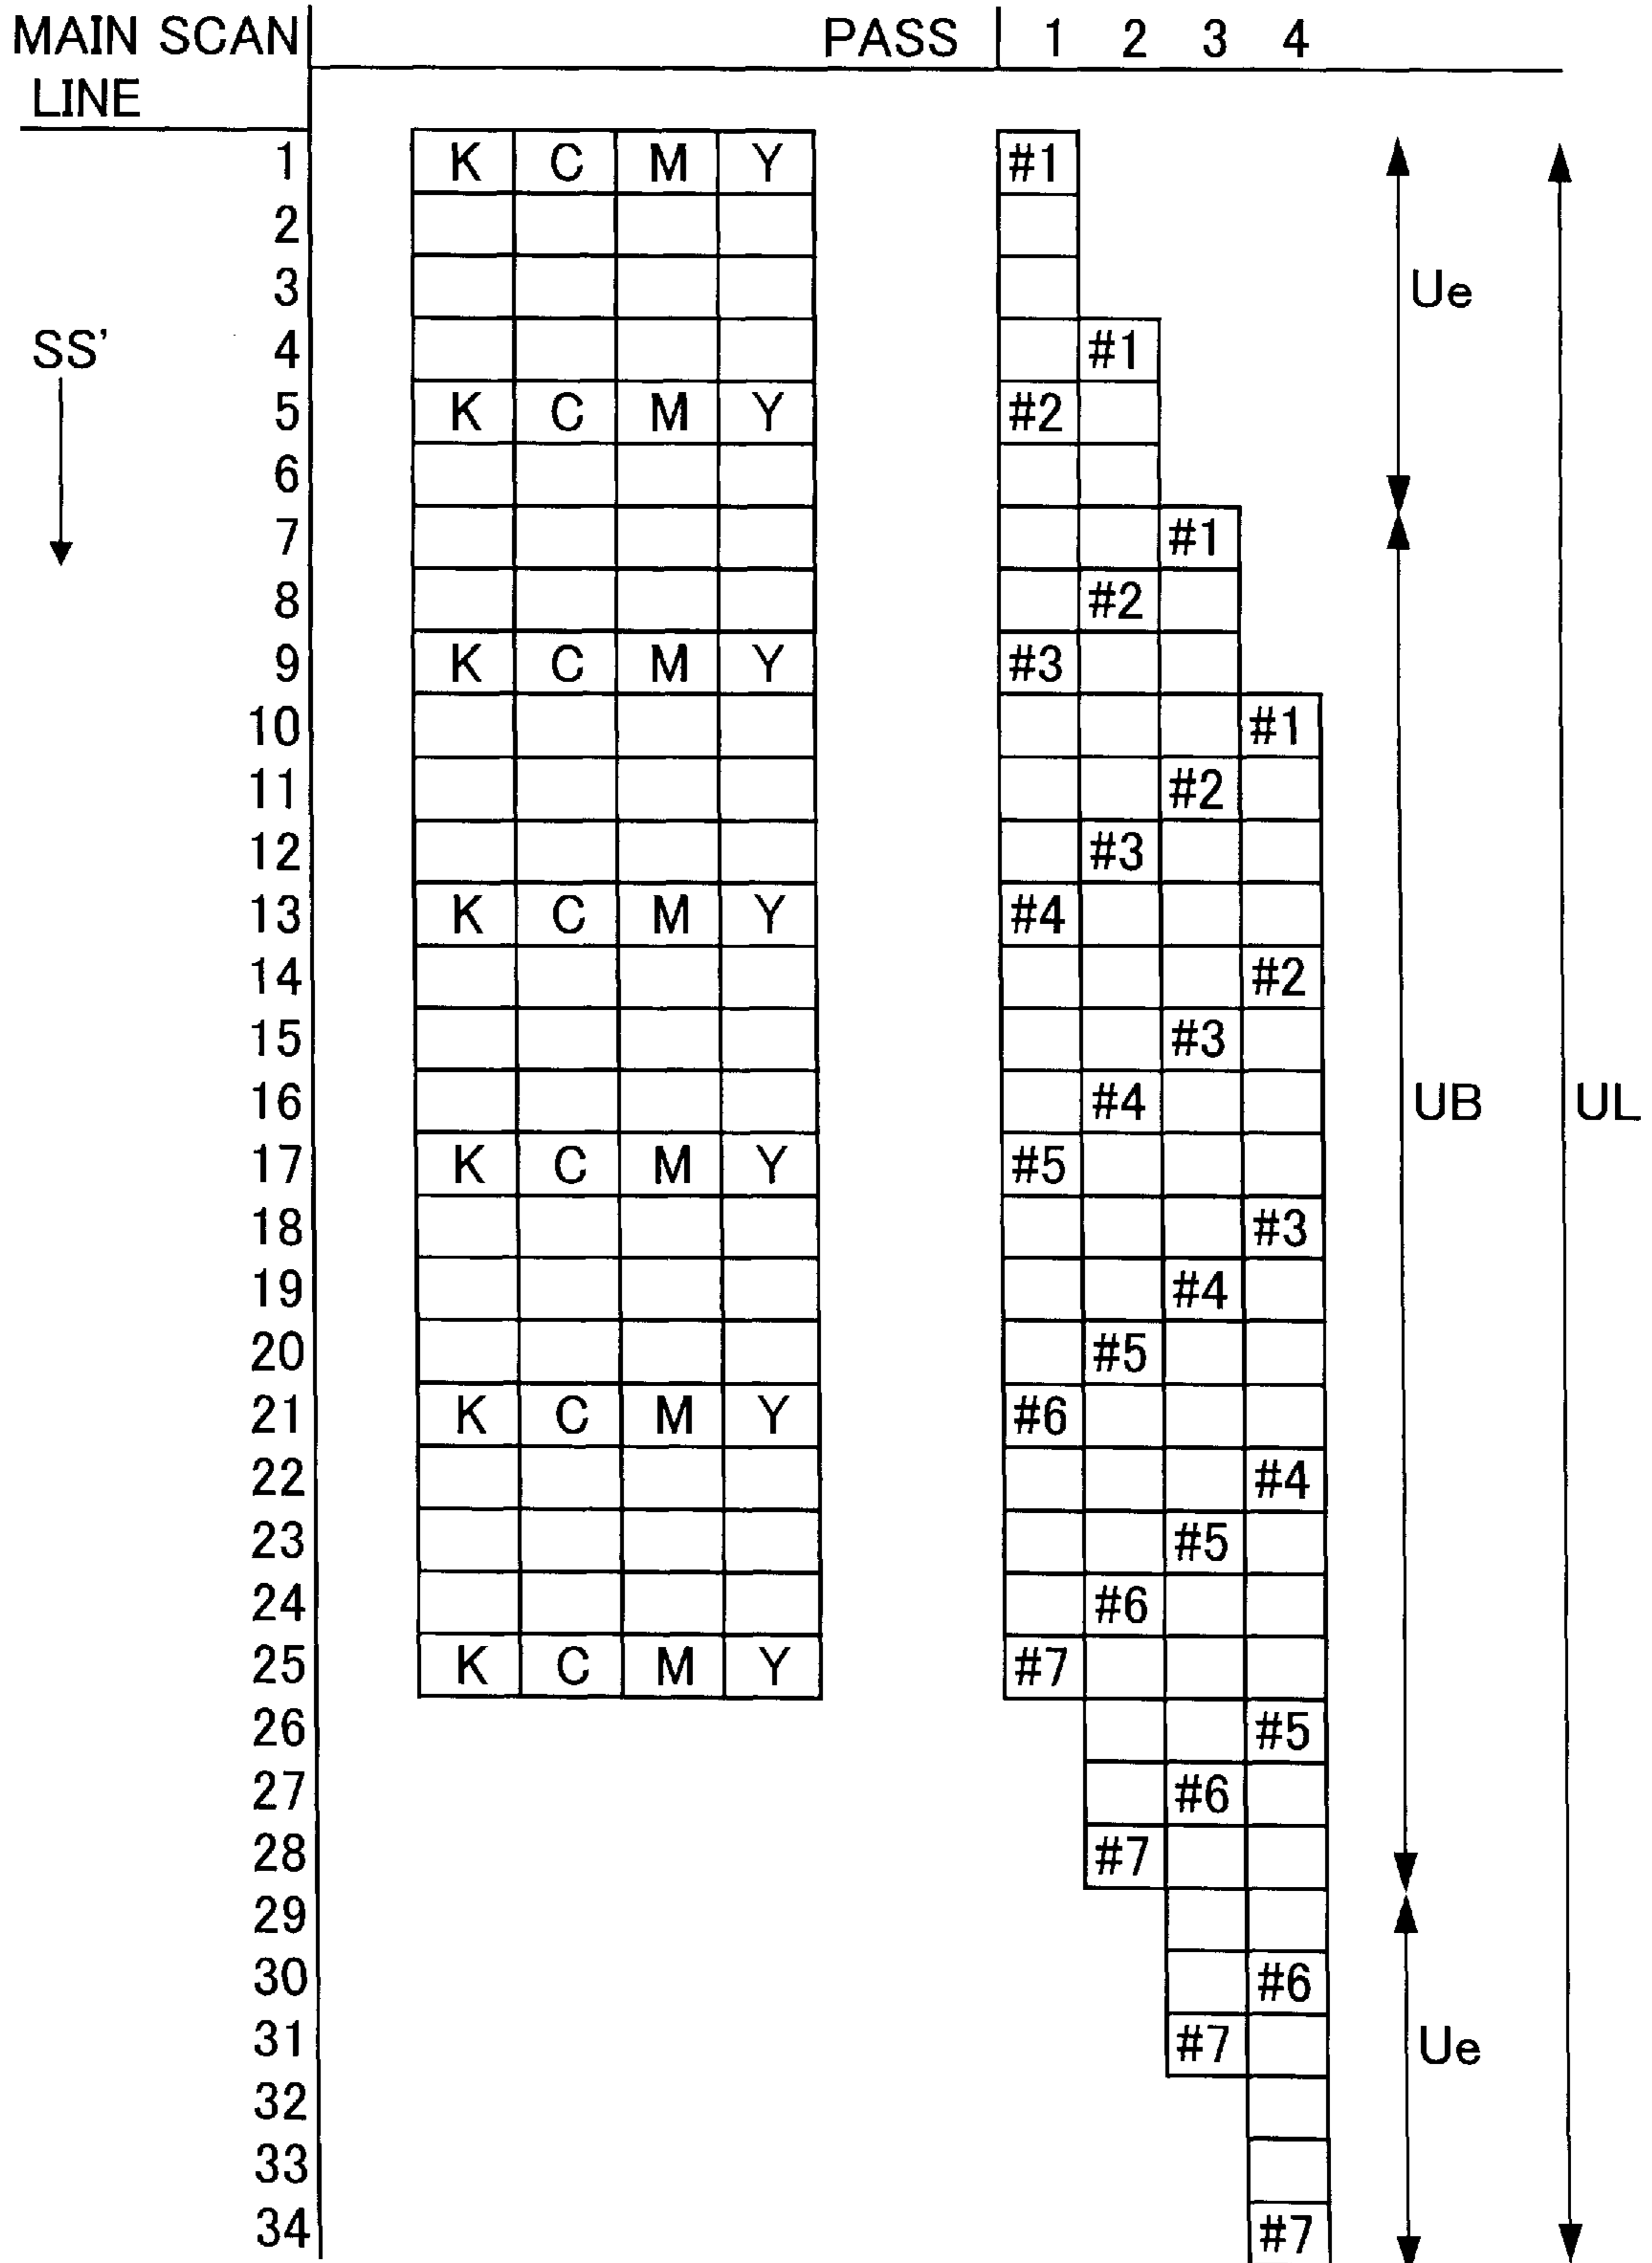 MAIN SCAN PASS 1 2 3 4
LINE
1 K C M Y #1
2
3 Ue
SS' 4 #1
5 K C M Y #2
6
7 #1
8 #2
9 K C M Y #3
10 #1
11 #2
12 #3
13 K C M Y #4
14 #2
15 #3
16 #4 UB UL
17 K C M Y #5
18 #3
19 #4
20 #5
21 K C M Y #6
22 #4
23 #5
24 #6
25 K C M Y #7
26 #5
27 #6
28 #7
29
30 #6
31 #7 Ue
32
33
34 #7